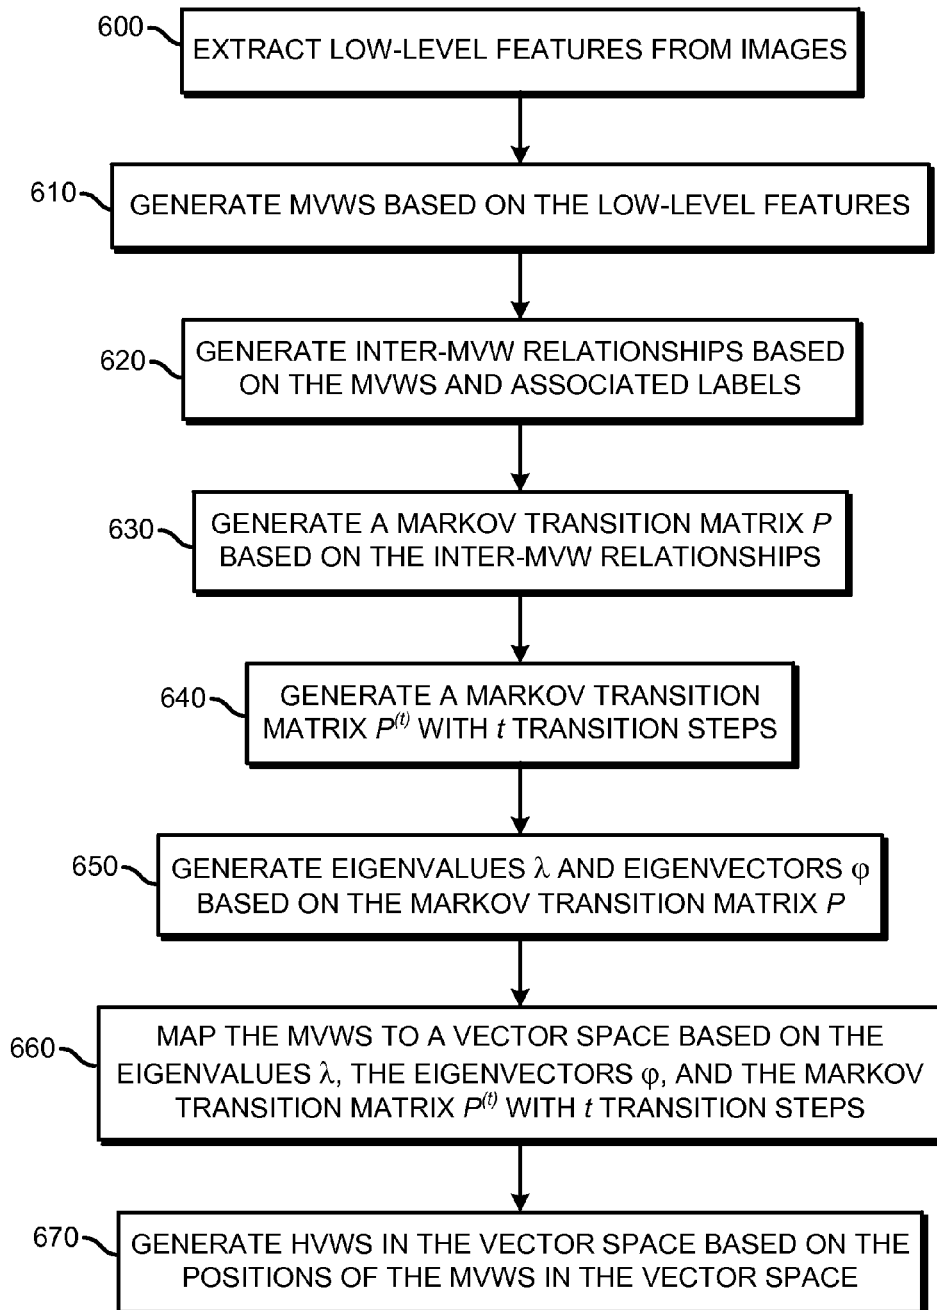 600
EXTRACT LOW-LEVEL FEATURES FROM IMAGES
610
GENERATE MVWS BASED ON THE LOW-LEVEL FEATURES
620
GENERATE INTER-MVW RELATIONSHIPS BASED
ON THE MVWS AND ASSOCIATED LABELS
630
GENERATE A MARKOV TRANSITION MATRIX P
BASED ON THE INTER-MVW RELATIONSHIPS
640
GENERATE A MARKOV TRANSITION
MATRIX P(t) WITH t TRANSITION STEPS
650
GENERATE EIGENVALUES λ AND EIGENVECTORS φ
BASED ON THE MARKOV TRANSITION MATRIX P
660
MAP THE MVWS TO A VECTOR SPACE BASED ON THE
EIGENVALUES λ, THE EIGENVECTORS φ, AND THE MARKOV
TRANSITION MATRIX P(t) WITH t TRANSITION STEPS
670
GENERATE HVWS IN THE VECTOR SPACE BASED ON THE
POSITIONS OF THE MVWS IN THE VECTOR SPACE